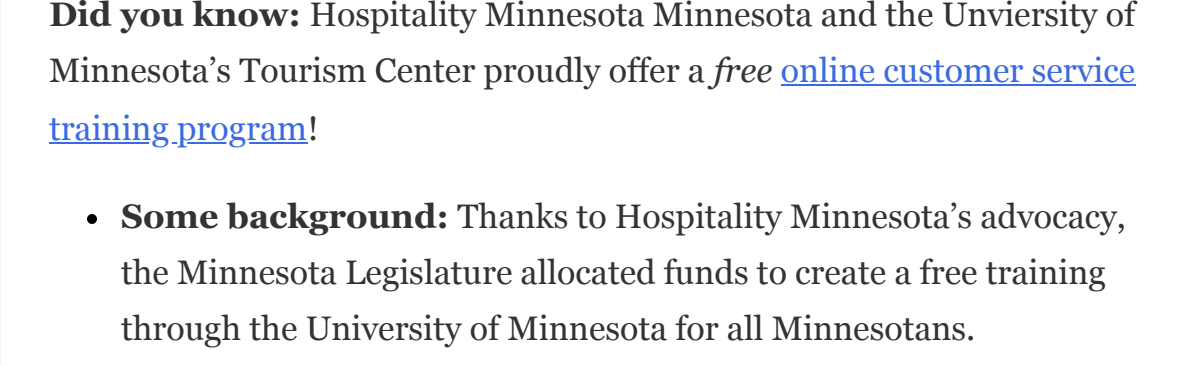 Did you know: Hospitality Minnesota Minnesota and the Unviersity of
Minnesota’s Tourism Center proudly offer a free online customer service
training program!
• Some background: Thanks to Hospitality Minnesota’s advocacy,
the Minnesota Legislature allocated funds to create a free training
through the University of Minnesota for all Minnesotans.